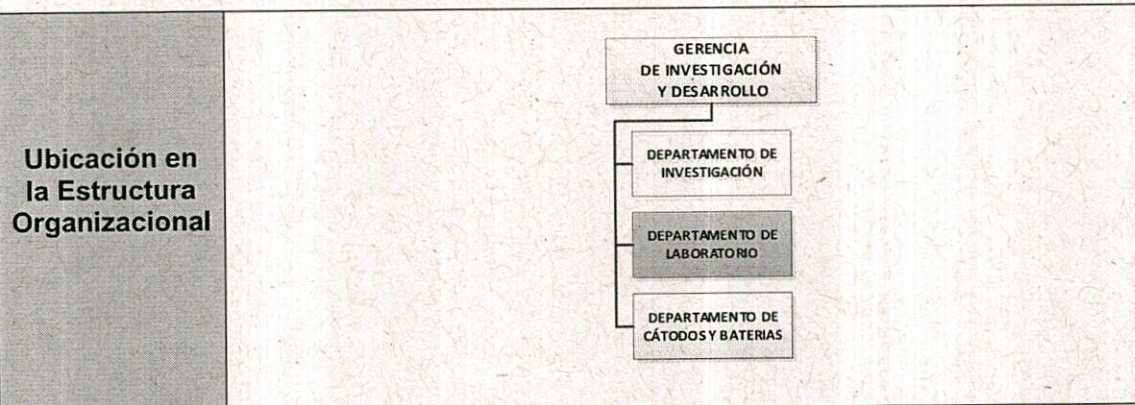 Ubicación en
la Estructura
Organizacional
GERENCIA
DE INVESTIGACIÓN
Y DESARROLLO
DEPARTAMENTO DE
INVESTIGACIÓN
DEPARTAMENTO DE
LABORATORIO
DEPARTAMENTO DE
CÁTODOS Y BATERIAS